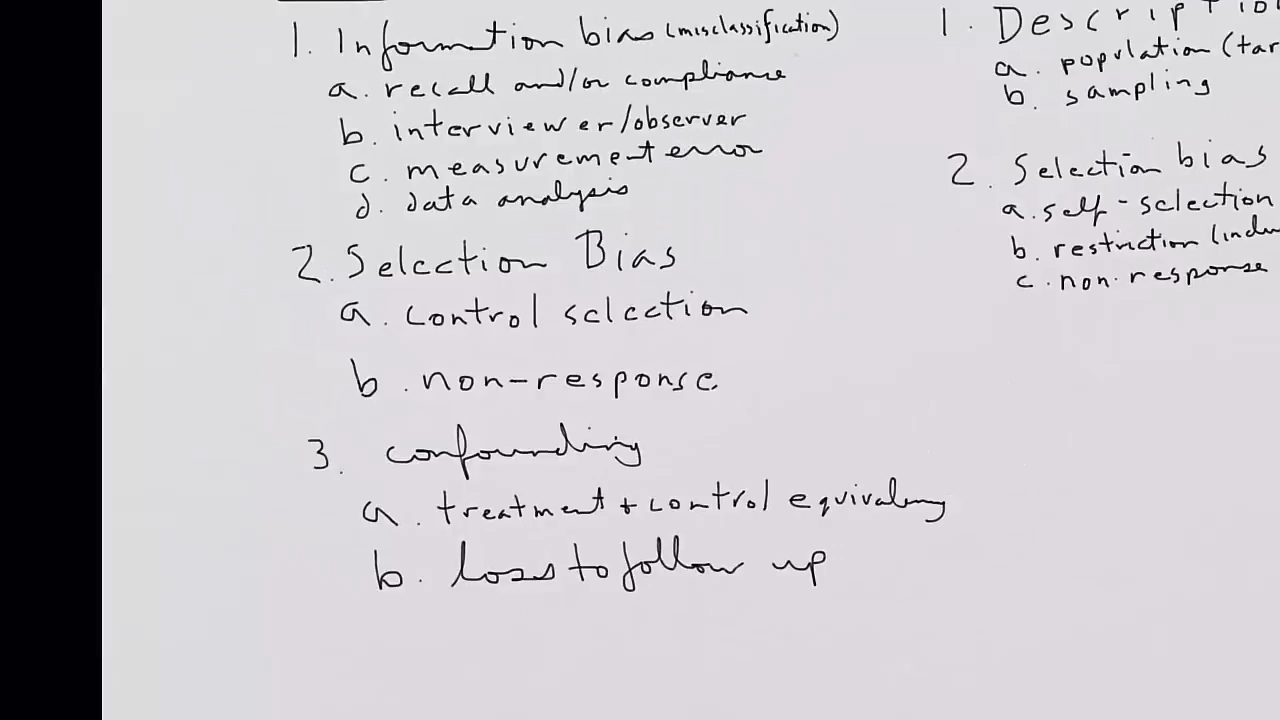 1. Information bias (misclassification)
a. recall and/or compliance
b. interviewer/observer
c. measurement error
d. data analysis
2. Selection Bias
a. control selection
b. non-response
3. confounding
a. treatment + control equivalency
b. loss to follow up
1. Description
a. population (tar
b. sampling
2. Selection bias
a. self-selection
b. restriction (inclu
c. non-response